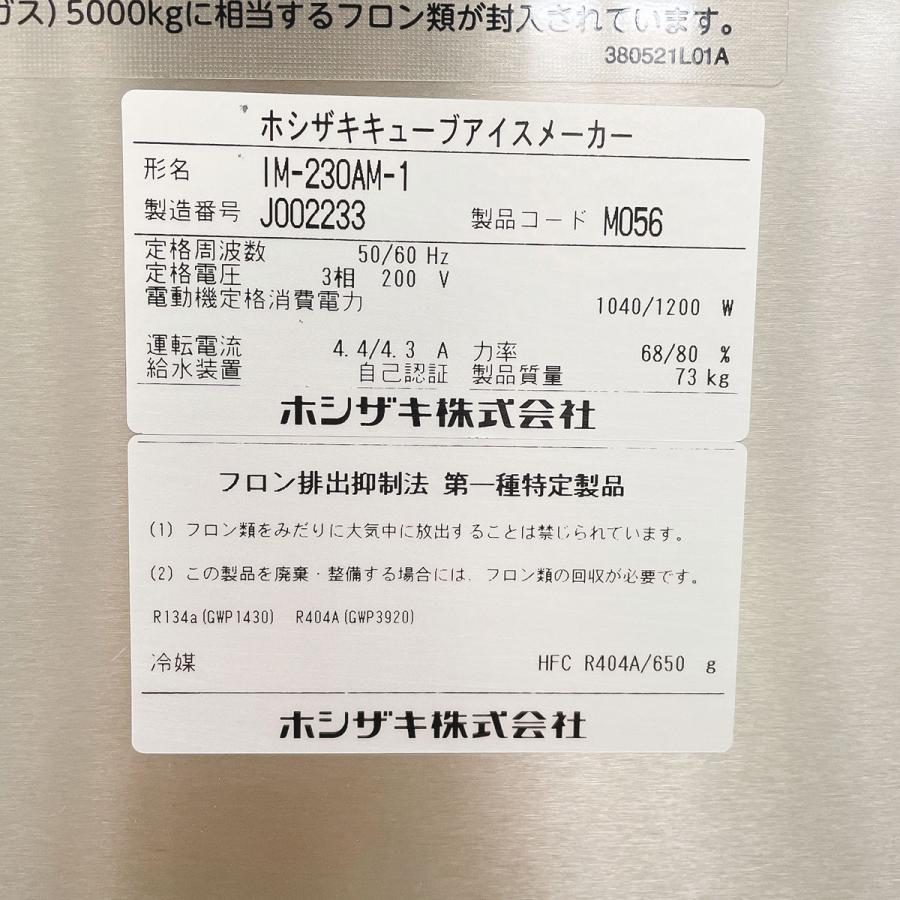 ガス) 5000kgに相当するフロン類が封入されています。
380521L01A
ホシザキキューブアイスメーカー
形名 IM-230AM-1
製造番号 J002233 製品コード M056
定格周波数 50/60 Hz
定格電圧 3相 200 V
電動機定格消費電力 1040/1200 W
運転電流 4.4/4.3 A 力率 68/80 %
給水装置 自己認証 製品質量 73 kg
ホシザキ株式会社
フロン排出抑制法 第一種特定製品
(1) フロン類をみだりに大気中に放出することは禁じられています。
(2) この製品を廃棄・整備する場合には、フロン類の回収が必要です。
R134a(GWP1430) R404A(GWP3920)
冷媒 HFC R404A/650 g
ホシザキ株式会社